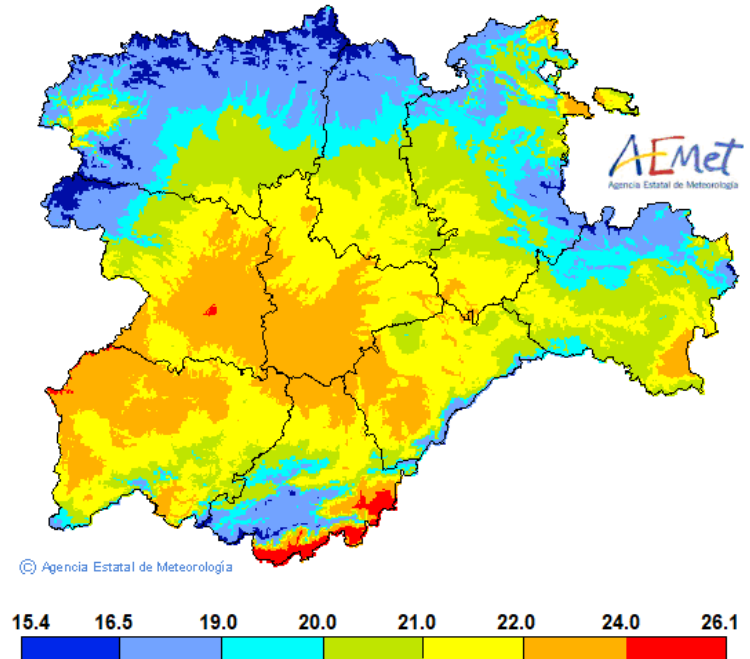 AEMet
Agencia Estatal de Meteorología
© Agencia Estatal de Meteorología
15.4 16.5 19.0 20.0 21.0 22.0 24.0 26.1